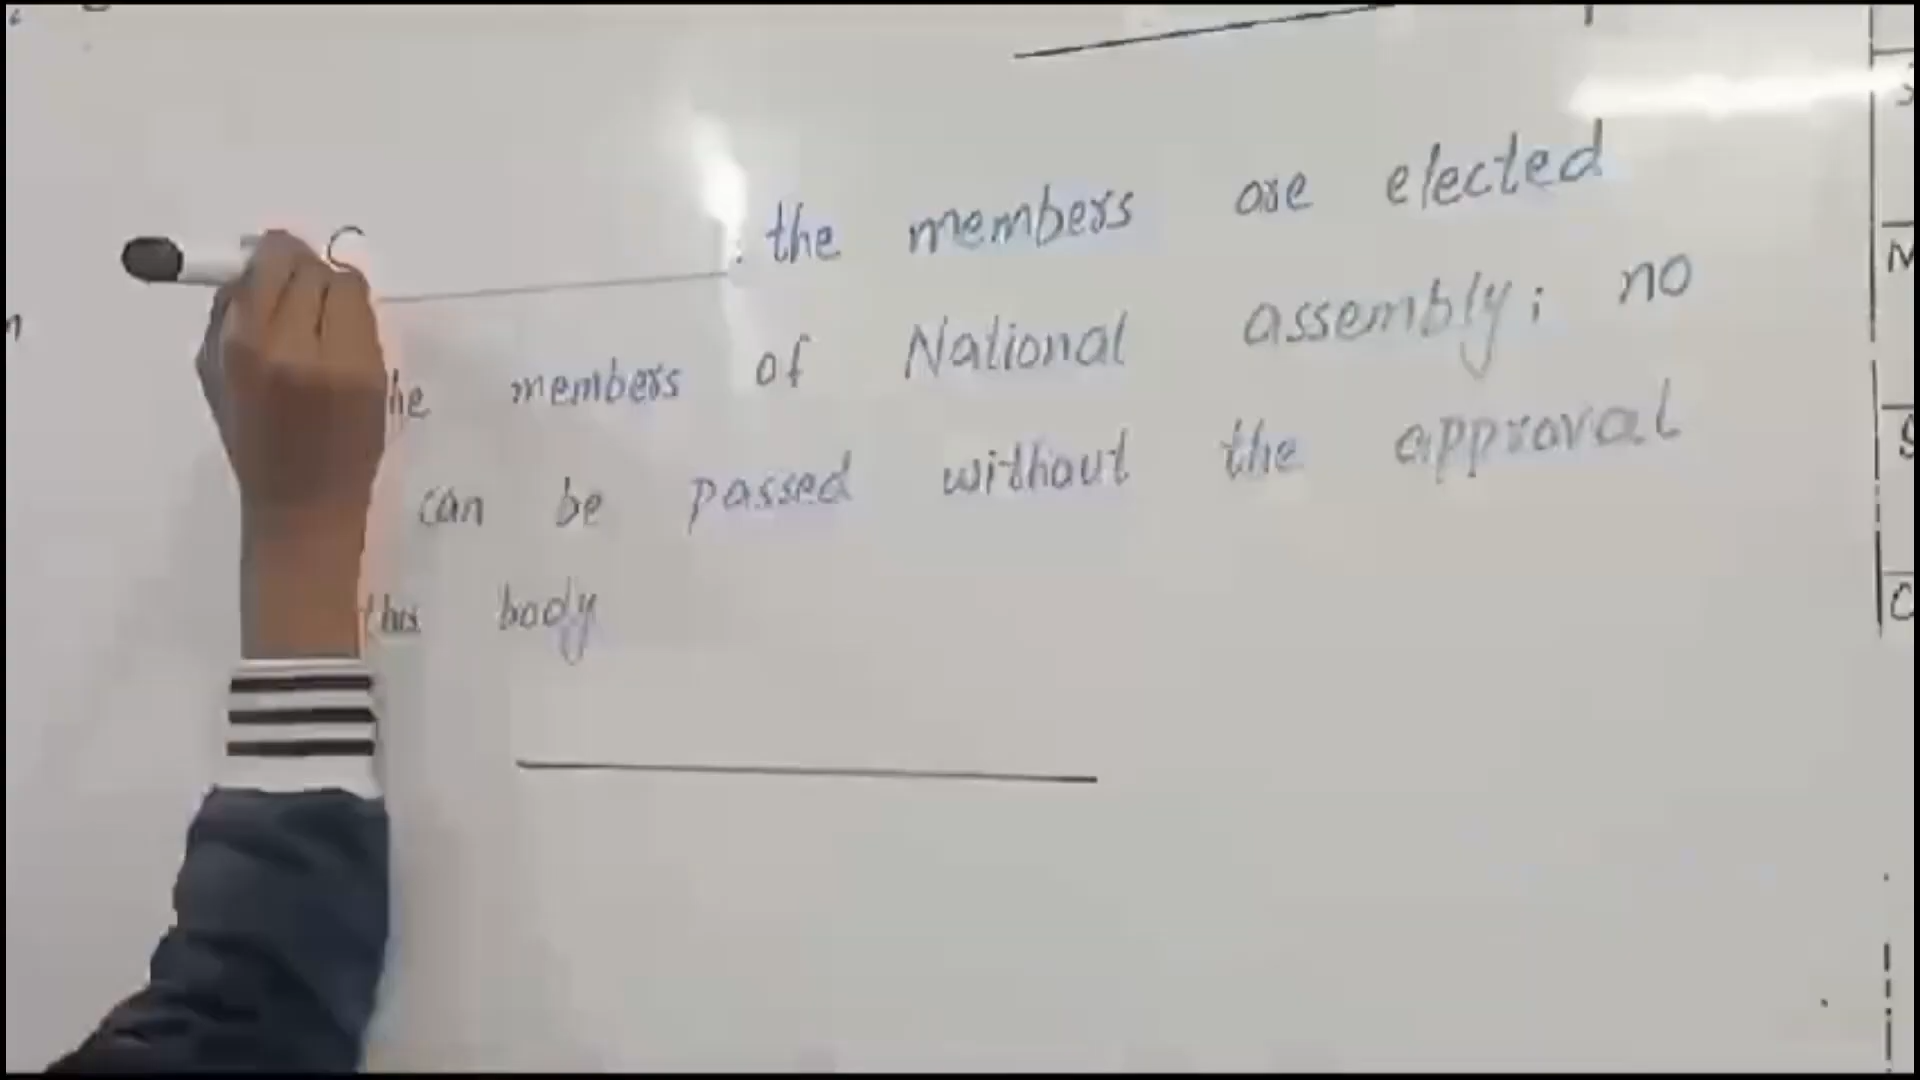 : the members are elected
he members of National assembly; no
can be passed without the approval
this body